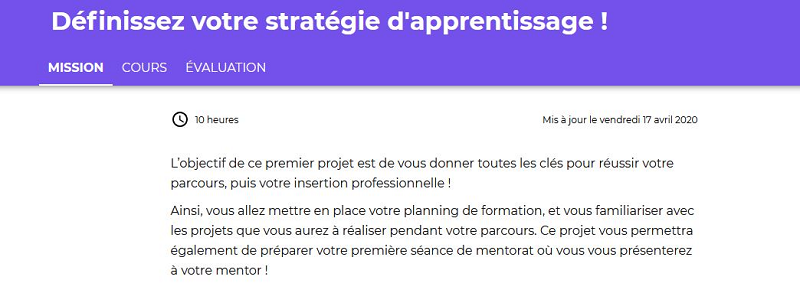 Définissez votre stratégie d'apprentissage !
MISSION COURS ÉVALUATION
10 heures Mis à jour le vendredi 17 avril 2020
L'objectif de ce premier projet est de vous donner toutes les clés pour réussir votre
parcours, puis votre insertion professionnelle !
Ainsi, vous allez mettre en place votre planning de formation, et vous familiariser avec
les projets que vous aurez à réaliser pendant votre parcours. Ce projet vous permettra
également de préparer votre première séance de mentorat où vous vous présenterez
à votre mentor !